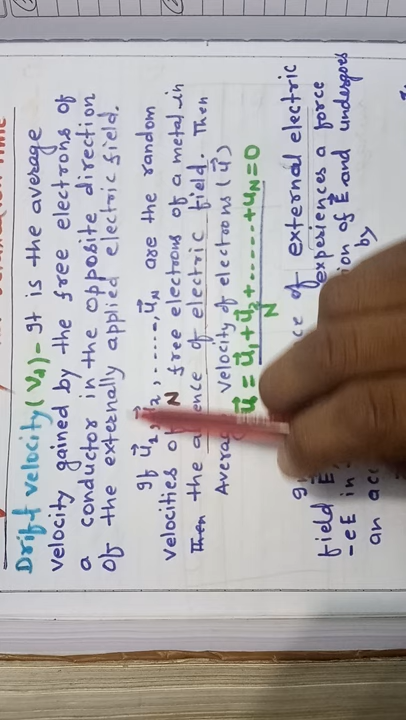 Drift velocity (Vd) - It is the average
velocity gained by the free electrons of
a conductor in the opposite direction
of the externally applied electric field.
If u⃗1, u⃗2, ....., u⃗N are the random
velocities of N free electrons of a metal in
the absence of electric field. Then
Average velocity of electrons (u⃗)
u⃗ = u⃗1 + u⃗2 + ..... + u⃗N / N = 0
of external electric
field E⃗ experiences a force
-eE in of E⃗ and undergoes
an by